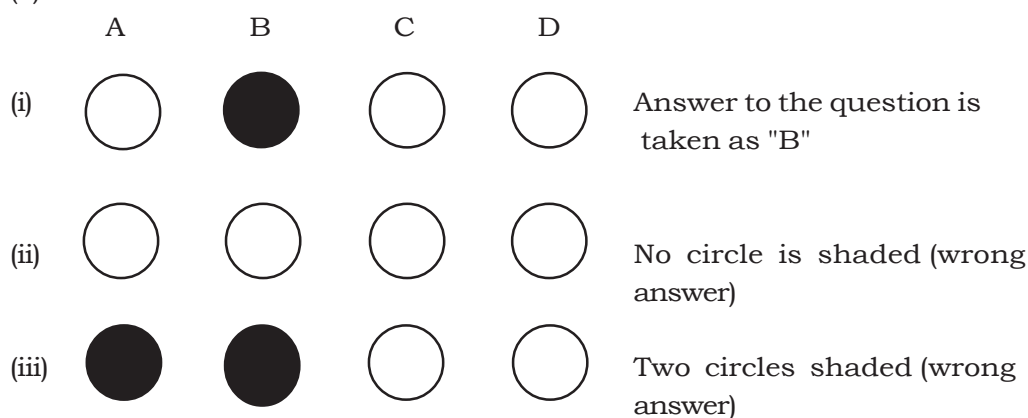 A B C D
(i) Answer to the question is
taken as "B"
(ii) No circle is shaded (wrong
answer)
(iii) Two circles shaded (wrong
answer)